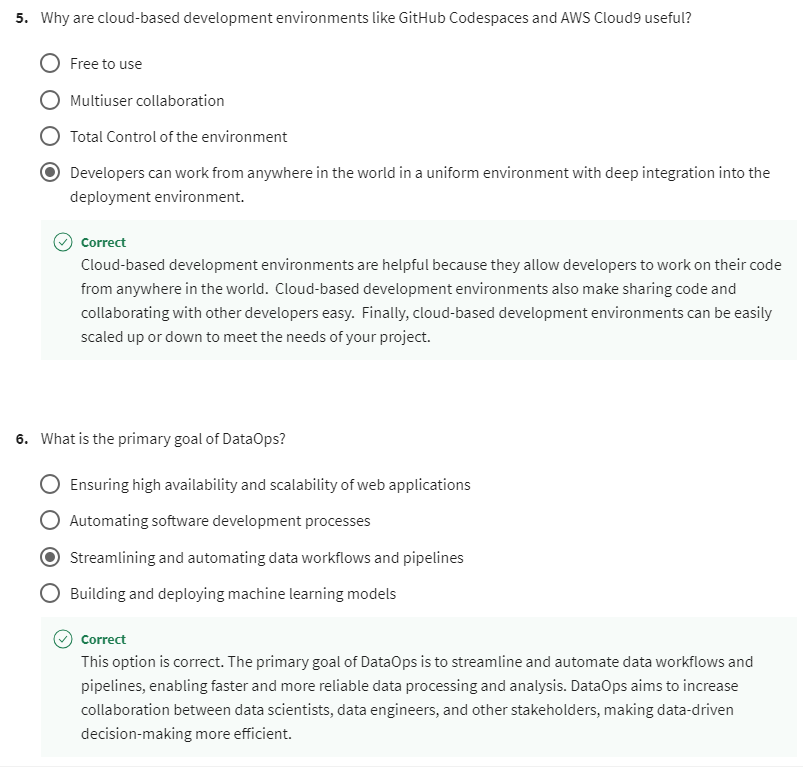 5. Why are cloud-based development environments like GitHub Codespaces and AWS Cloud9 useful?
Free to use
Multiuser collaboration
Total Control of the environment
Developers can work from anywhere in the world in a uniform environment with deep integration into the
deployment environment.
Correct
Cloud-based development environments are helpful because they allow developers to work on their code
from anywhere in the world.  Cloud-based development environments also make sharing code and
collaborating with other developers easy.  Finally, cloud-based development environments can be easily
scaled up or down to meet the needs of your project.
6. What is the primary goal of DataOps?
Ensuring high availability and scalability of web applications
Automating software development processes
Streamlining and automating data workflows and pipelines
Building and deploying machine learning models
Correct
This option is correct. The primary goal of DataOps is to streamline and automate data workflows and
pipelines, enabling faster and more reliable data processing and analysis. DataOps aims to increase
collaboration between data scientists, data engineers, and other stakeholders, making data-driven
decision-making more efficient.